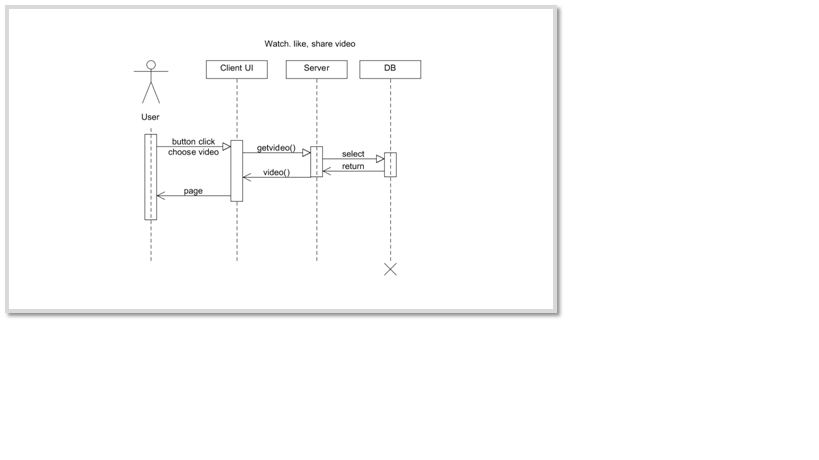 Watch. like, share video
Client UI
Server
DB
User
button click
choose video
getvideo()
select
return
video()
page